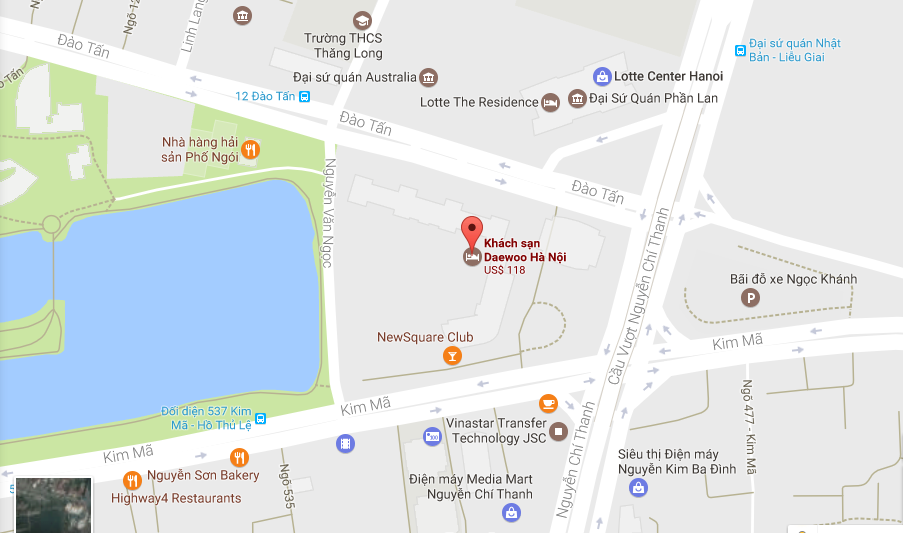 Linh Lang
Ngõ 12
Đào Tấn
Trường THCS
Thăng Long
Đại sứ quán Nhật
Bản - Liễu Giai
Đào Tấn
Đại sứ quán Australia
Lotte Center Hanoi
12 Đào Tấn
Lotte The Residence
Đại Sứ Quán Phần Lan
Đào Tấn
Nhà hàng hải
sản Phố Ngói
Nguyễn Văn Ngọc
Đào Tấn
Khách sạn
Daewoo Hà Nội
US$ 118
Cầu Vượt Nguyễn Chí Thanh
Bãi đỗ xe Ngọc Khánh
P
NewSquare Club
Kim Mã
Kim Mã
Đối diện 537 Kim
Mã - Hồ Thủ Lệ
Vinastar Transfer
Technology JSC
Nguyễn Chí Thanh
Ngõ 477 - Kim Mã
Kim Mã
Siêu thị Điện máy
Nguyễn Kim Ba Đình
Nguyễn Sơn Bakery
Highway4 Restaurants
Ngõ 535
Điện máy Media Mart
Nguyễn Chí Thanh